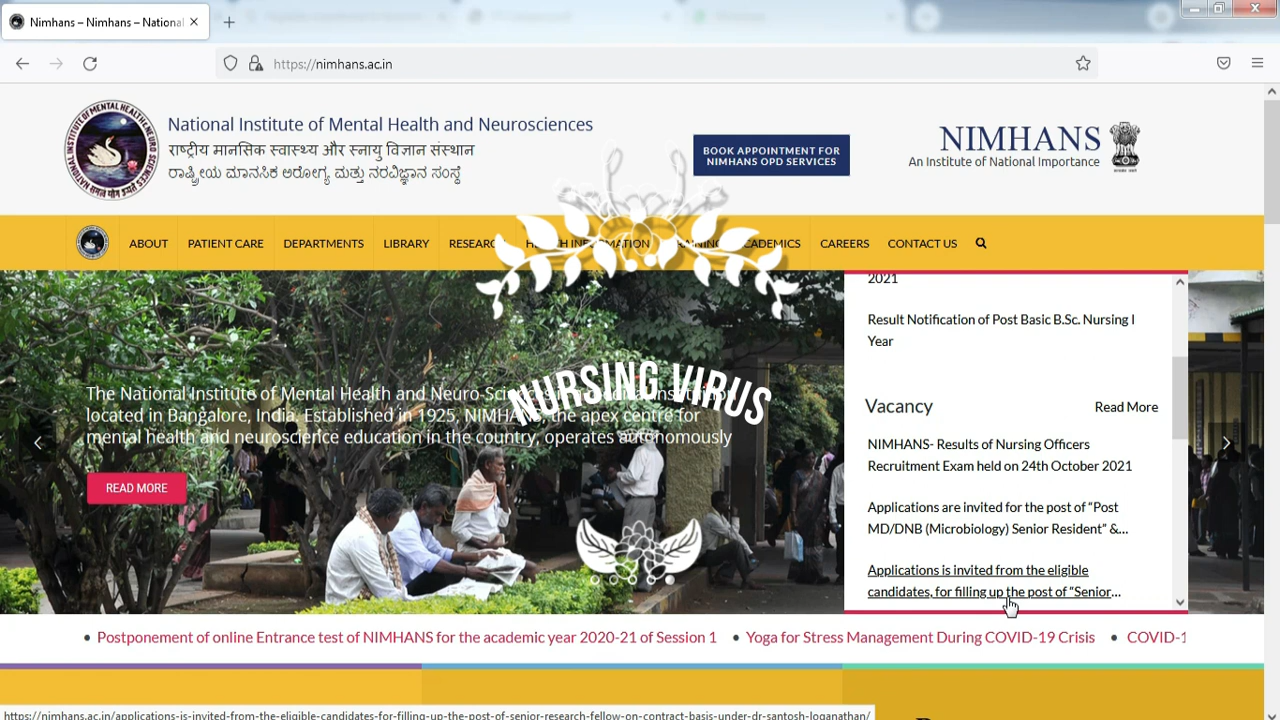 Nimhans – Nimhans – National
https://nimhans.ac.in
NATIONAL INSTITUTE OF MENTAL HEALTH & NEURO SCIENCES
National Institute of Mental Health and Neurosciences
राष्ट्रीय मानसिक स्वास्थ्य और स्नायु विज्ञान संस्थान
ರಾಷ್ಟ್ರೀಯ ಮಾನಸಿಕ ಆರೋಗ್ಯ ಮತ್ತು ನರವಿಜ್ಞಾನ ಸಂಸ್ಥೆ
BOOK APPOINTMENT FOR
NIMHANS OPD SERVICES
NIMHANS
An Institute of National Importance
ABOUT PATIENT CARE DEPARTMENTS LIBRARY CAREERS CONTACT US
2021
Result Notification of Post Basic B.Sc. Nursing I
Year
The National Institute of Mental Health and
located in Bangalore, India. Established in 1925, the apex centre for
mental health and neuroscience education in the country, operates autonomously
READ MORE
NURSING VIRUS
Vacancy Read More
NIMHANS- Results of Nursing Officers
Recruitment Exam held on 24th October 2021
Applications are invited for the post of “Post
MD/DNB (Microbiology) Senior Resident” &...
Applications is invited from the eligible
candidates, for filling up the post of “Senior...
• Postponement of online Entrance test of NIMHANS for the academic year 2020-21 of Session 1 • Yoga for Stress Management During COVID-19 Crisis • COVID-1
https://nimhans.ac.in/applications-is-invited-from-the-eligible-candidates-for-filling-up-the-post-of-senior-research-fellow-on-contract-basis-under-dr-santosh-loganathan/